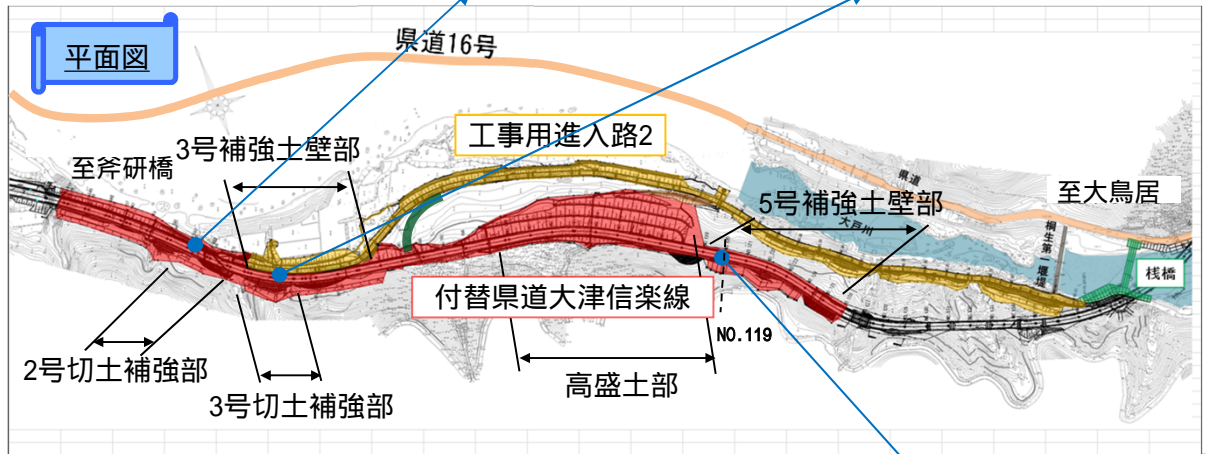 平面図
県道16号
3号補強土壁部
工事用進入路2
至斧研橋
県道
至大鳥居
5号補強土壁部
大戸川
桐生第一堰堤
桟橋
付替県道大津信楽線
NO.119
2号切土補強部
高盛土部
3号切土補強部